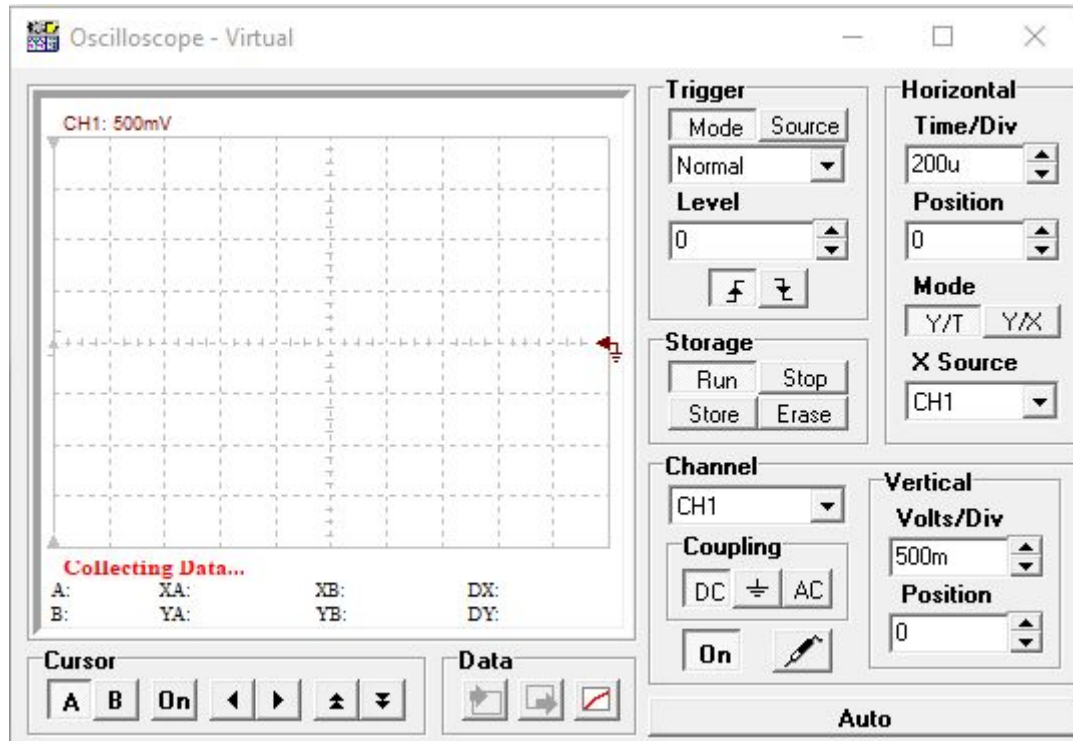 Oscilloscope - Virtual
CH1: 500mV
Collecting Data...
A: XA: XB: DX:
B: YA: YB: DY:
Cursor
A B On
Data
Trigger
Mode Source
Normal
Level
0
Storage
Run Stop
Store Erase
Horizontal
Time/Div
200u
Position
0
Mode
Y/T Y/X
X Source
CH1
Channel
CH1
Coupling
DC AC
On
Vertical
Volts/Div
500m
Position
0
Auto